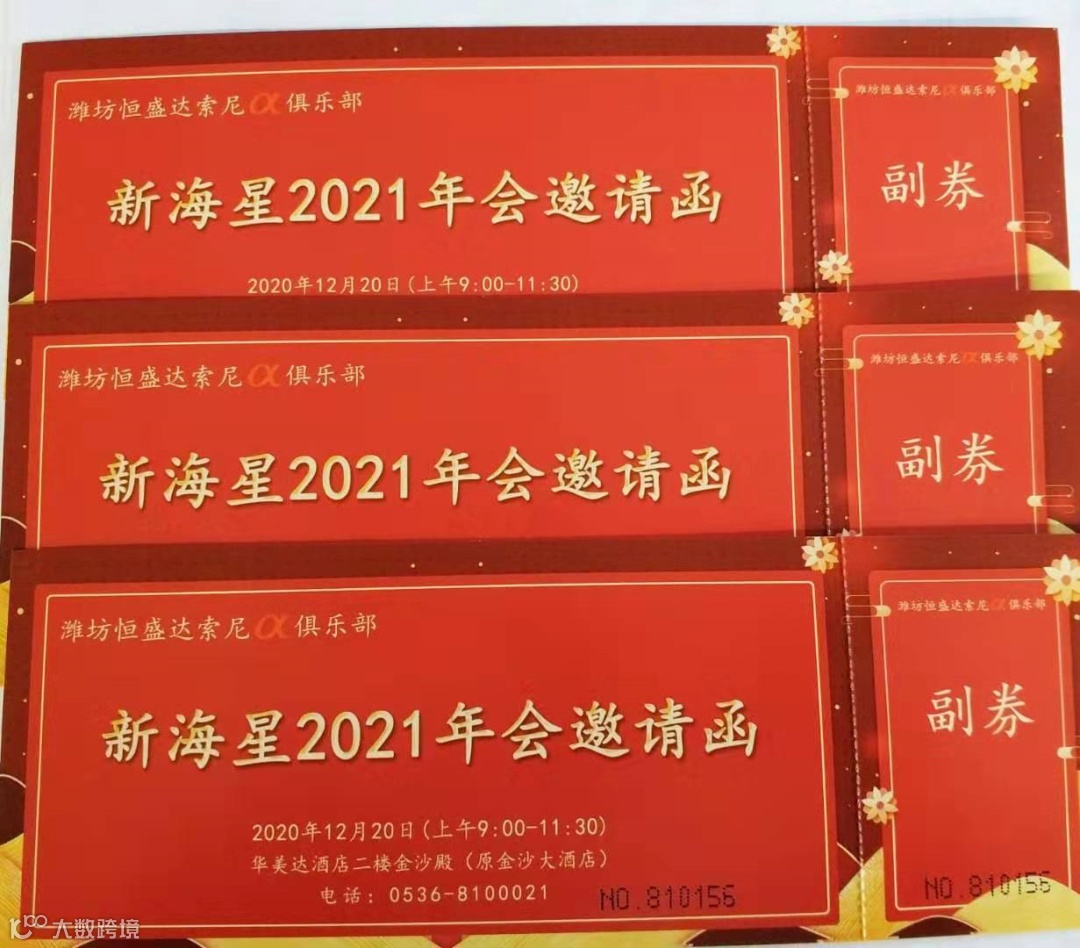 潍坊恒盛达索尼α俱乐部
新海星2021年会邀请函
2020年12月20日(上午9:00-11:30)
潍坊恒盛达索尼α俱乐部
副券
潍坊恒盛达索尼α俱乐部
新海星2021年会邀请函
潍坊恒盛达索尼α俱乐部
副券
潍坊恒盛达索尼α俱乐部
新海星2021年会邀请函
2020年12月20日(上午9:00-11:30)
华美达酒店二楼金沙殿（原金沙大酒店）
电话：0536-8100021
NO.810156
潍坊恒盛达索尼α俱乐部
副券
NO.810156
大数跨境